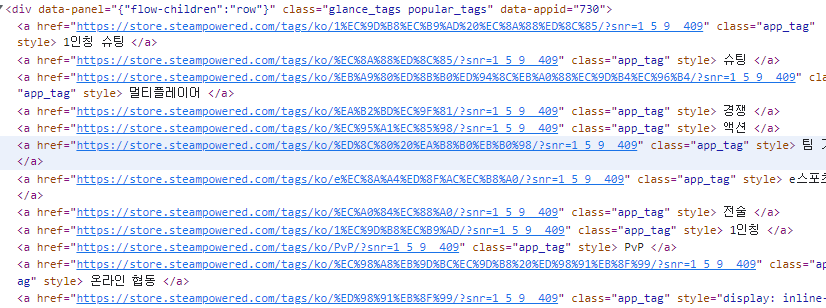 <div data-panel="{"flow-children":"row"}" class="glance_tags popular_tags" data-appid="730">
<a href="https://store.steampowered.com/tags/ko/1%EC%9D%B8%EC%B9%AD%20%EC%8A%88%ED%8C%85/?snr=1_5_9__409" class="app_tag"
style> 1인칭 슈팅 </a>
<a href="https://store.steampowered.com/tags/ko/%EC%8A%88%ED%8C%85/?snr=1_5_9__409" class="app_tag" style> 슈팅 </a>
<a href="https://store.steampowered.com/tags/ko/%EB%A9%80%ED%8B%B0%ED%94%8C%EB%A0%88%EC%9D%B4%EC%96%B4/?snr=1_5_9__409" class=
"app_tag" style> 멀티플레이어 </a>
<a href="https://store.steampowered.com/tags/ko/%EA%B2%BD%EC%9F%81/?snr=1_5_9__409" class="app_tag" style> 경쟁 </a>
<a href="https://store.steampowered.com/tags/ko/%EC%95%A1%EC%85%98/?snr=1_5_9__409" class="app_tag" style> 액션 </a>
<a href="https://store.steampowered.com/tags/ko/%ED%8C%80%20%EA%B8%B0%EB%B0%98/?snr=1_5_9__409" class="app_tag" style> 팀
</a>
<a href="https://store.steampowered.com/tags/ko/e%EC%8A%A4%ED%8F%AC%EC%B8%A0/?snr=1_5_9__409" class="app_tag" style> e스포츠
</a>
<a href="https://store.steampowered.com/tags/ko/%EC%A0%84%EC%88%A0/?snr=1_5_9__409" class="app_tag" style> 전술 </a>
<a href="https://store.steampowered.com/tags/ko/1%EC%9D%B8%EC%B9%AD/?snr=1_5_9__409" class="app_tag" style> 1인칭 </a>
<a href="https://store.steampowered.com/tags/ko/PvP/?snr=1_5_9__409" class="app_tag" style> PvP </a>
<a href="https://store.steampowered.com/tags/ko/%EC%98%A8%EB%9D%BC%EC%9D%B8%20%ED%98%91%EB%8F%99/?snr=1_5_9__409" class="app_t
ag" style> 온라인 협동 </a>
<a href="https://store.steampowered.com/tags/ko/%ED%98%91%EB%8F%99/?snr=1_5_9__409" class="app_tag" style="display: inline-